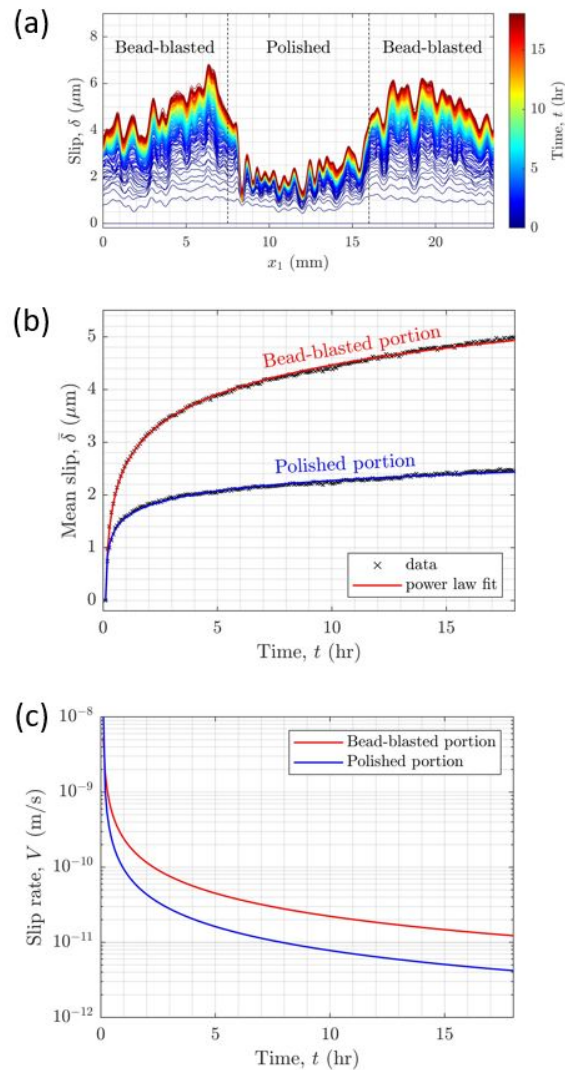 (a)
Bead-blasted
Polished
Bead-blasted
Slip, δ (μm)
8
6
4
2
0
0
5
10
15
20
x₁ (mm)
15
10
5
0
Time, t (hr)
(b)
Mean slip, δ̄ (μm)
5
4
3
2
1
0
Bead-blasted portion
Polished portion
data
power law fit
0
5
10
15
Time, t (hr)
(c)
Slip rate, V (m/s)
10⁻⁸
10⁻⁹
10⁻¹⁰
10⁻¹¹
10⁻¹²
Bead-blasted portion
Polished portion
0
5
10
15
Time, t (hr)